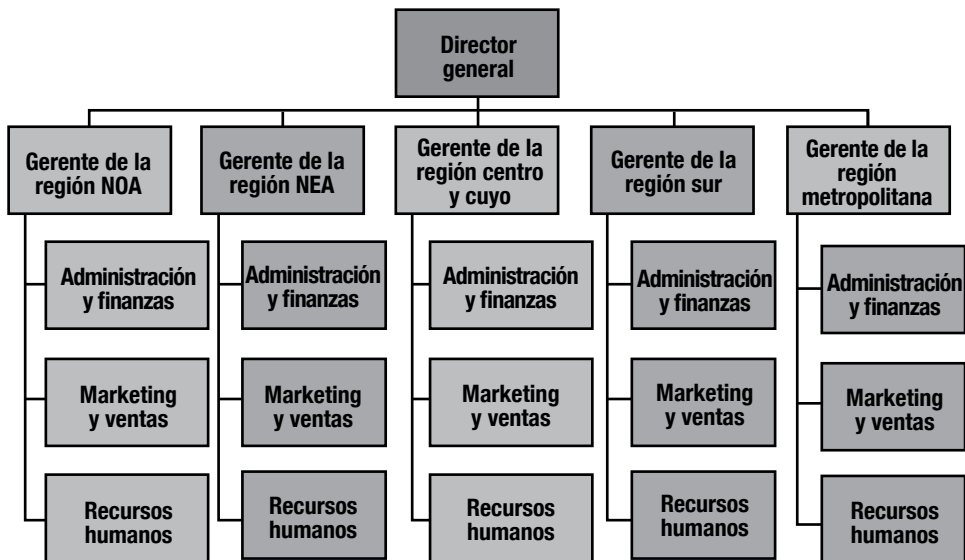 Director
general
Gerente de la
región NOA
Gerente de la
región NEA
Gerente de la
región centro
y cuyo
Gerente de la
región sur
Gerente de la
región
metropolitana
Administración
y finanzas
Administración
y finanzas
Administración
y finanzas
Administración
y finanzas
Administración
y finanzas
Marketing
y ventas
Marketing
y ventas
Marketing
y ventas
Marketing
y ventas
Marketing
y ventas
Recursos
humanos
Recursos
humanos
Recursos
humanos
Recursos
humanos
Recursos
humanos